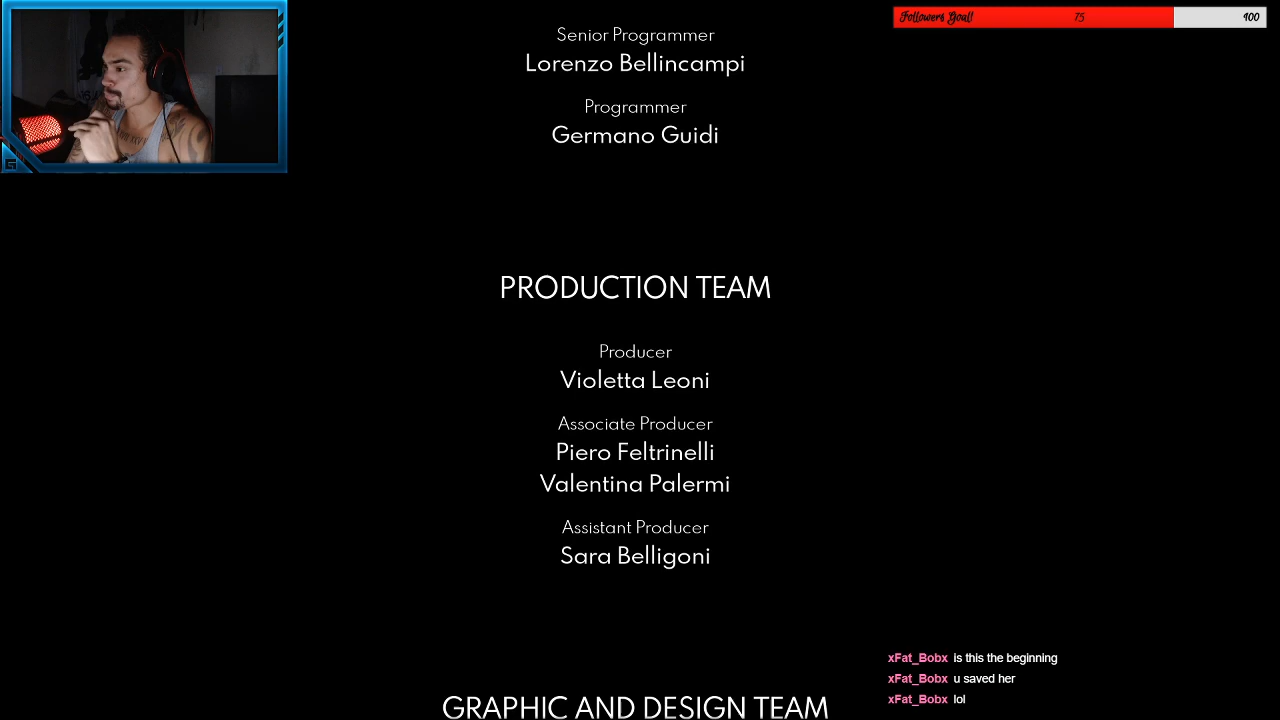 Senior Programmer
Lorenzo Bellincampi
Programmer
Germano Guidi
Followers Goal!
75
100
PRODUCTION TEAM
Producer
Violetta Leoni
Associate Producer
Piero Feltrinelli
Valentina Palermi
Assistant Producer
Sara Belligoni
GRAPHIC AND DESIGN TEAM
xFat_Bobx is this the beginning
xFat_Bobx u saved her
xFat_Bobx lol